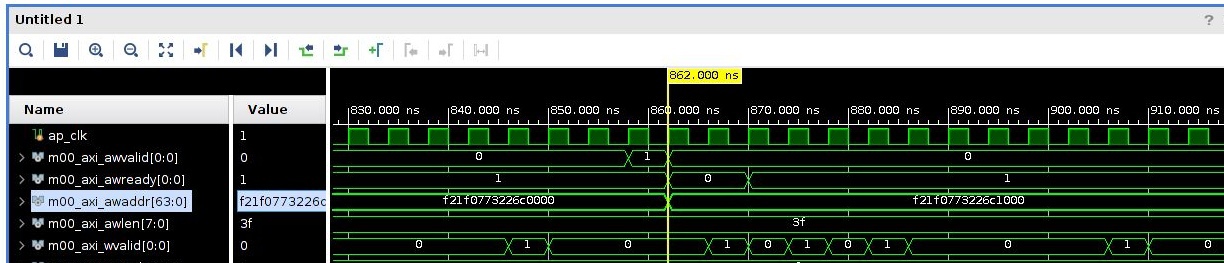 Untitled 1
?
862.000 ns
Name Value 830.000 ns 840.000 ns 850.000 ns 860.000 ns 870.000 ns 880.000 ns 890.000 ns 900.000 ns 910.000 ns
ap_clk 1
m00_axi_awvalid[0:0] 0 0 1 0
m00_axi_awready[0:0] 1 1 0 1
m00_axi_awaddr[63:0] f21f0773226c f21f0773226c0000 f21f0773226c1000
m00_axi_awlen[7:0] 3f 3f
m00_axi_wvalid[0:0] 0 0 1 0 1 0 1 0 1 0 1 0